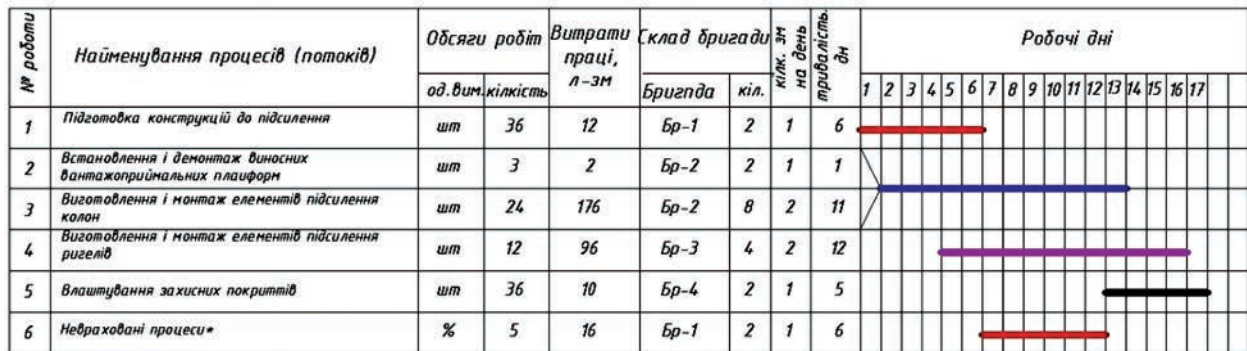 № роботи Найменування процесів (потоків) Обсяги робіт Витрати праці, л-зм Склад бригади кілк. зм на день тривалість. дн Робочі дні
од.вим. кількість Бригпда кіл. 1 2 3 4 5 6 7 8 9 10 11 12 13 14 15 16 17
1 Підготовка конструкцій до підсилення шт 36 12 Бр-1 2 1 6
2 Встановлення і демонтаж виносних
вантажоприймальних плаиформ шт 3 2 Бр-2 2 1 1
3 Виготовлення і монтаж елементів підсилення
колон шт 24 176 Бр-2 8 2 11
4 Виготовлення і монтаж елементів підсилення
ригелів шт 12 96 Бр-3 4 2 12
5 Влаштування захисних покриттів шт 36 10 Бр-4 2 1 5
6 Невраховані процеси* % 5 16 Бр-1 2 1 6